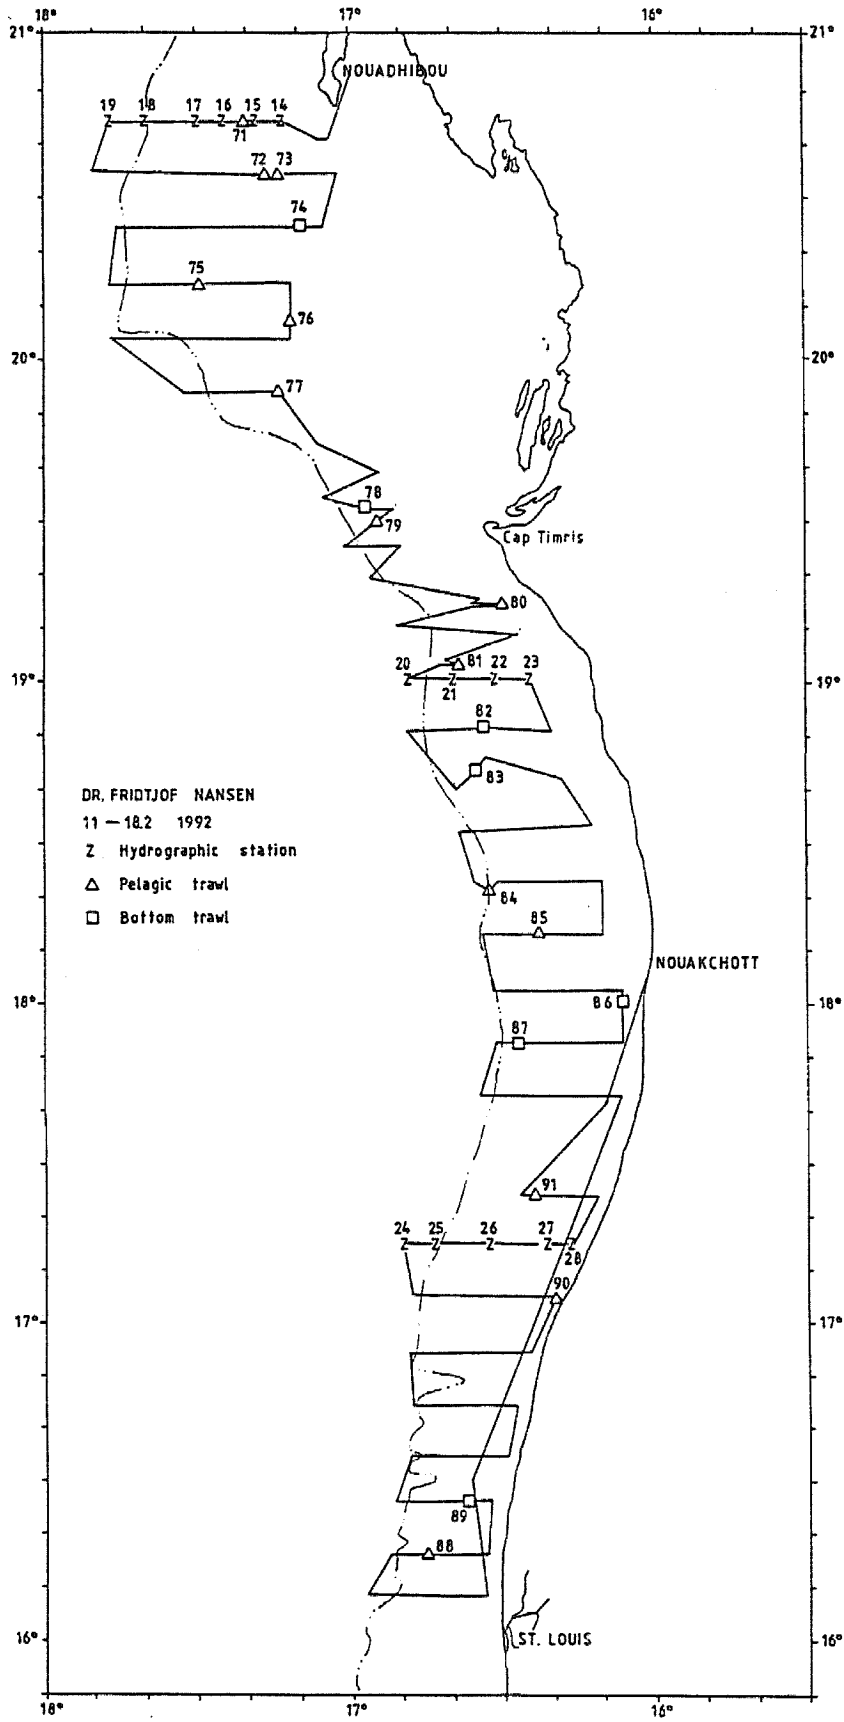 18° 17° 16°
21° 21°
NOUADHIBOU
19 18 17 16 15 14
71
72 73
74
75
76
20° 20°
77
78
79
Cap Timris
80
81
20 22 23
21
19° 19°
82
83
DR. FRIDTJOF NANSEN
11 — 18.2 1992
Z Hydrographic station
△ Pelagic trawl
□ Bottom trawl
84
85
NOUAKCHOTT
86
18° 18°
87
91
24 25 26 27
28
90
17° 17°
89
88
ST. LOUIS
16° 16°
18° 17° 16°